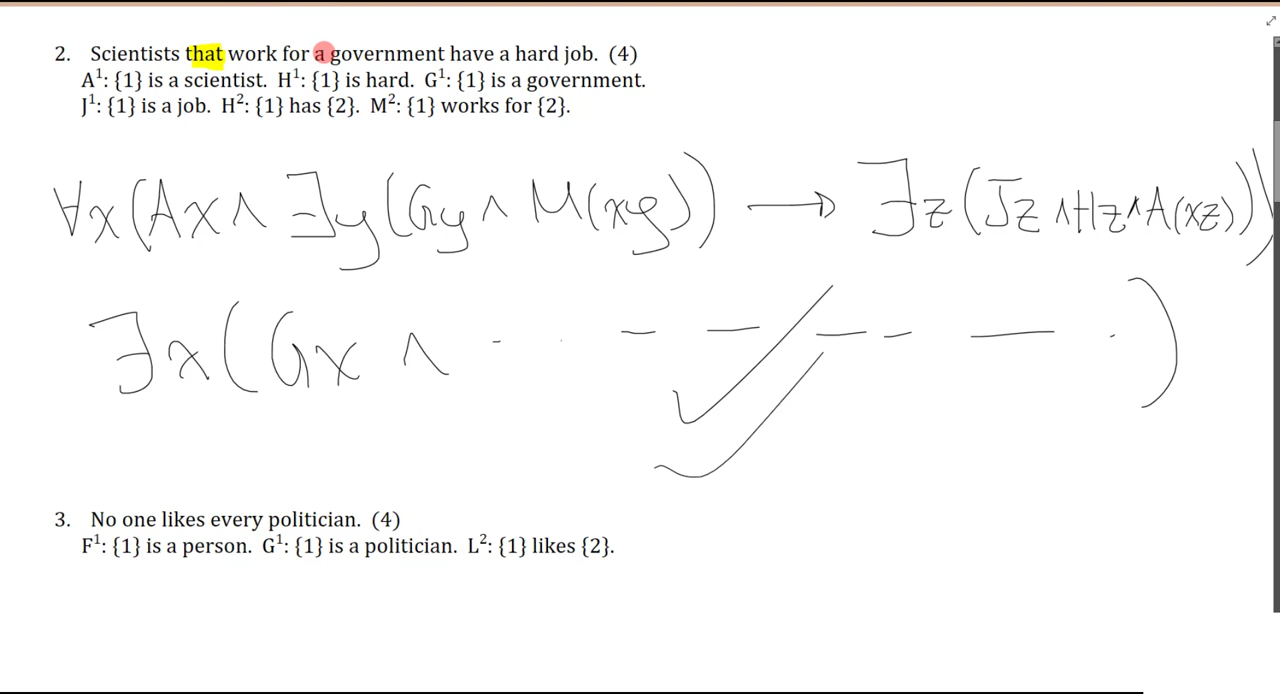 2. Scientists that work for a government have a hard job. (4)
A¹: {1} is a scientist. H¹: {1} is hard. G¹: {1} is a government.
J¹: {1} is a job. H²: {1} has {2}. M²: {1} works for {2}.
∀x(Ax ∧ ∃y(Gy ∧ M(xy)) ⟶ ∃z(Jz ∧ Hz ∧ A(xz)))
∃x(Gx ∧ - - - - - - - )
3. No one likes every politician. (4)
F¹: {1} is a person. G¹: {1} is a politician. L²: {1} likes {2}.